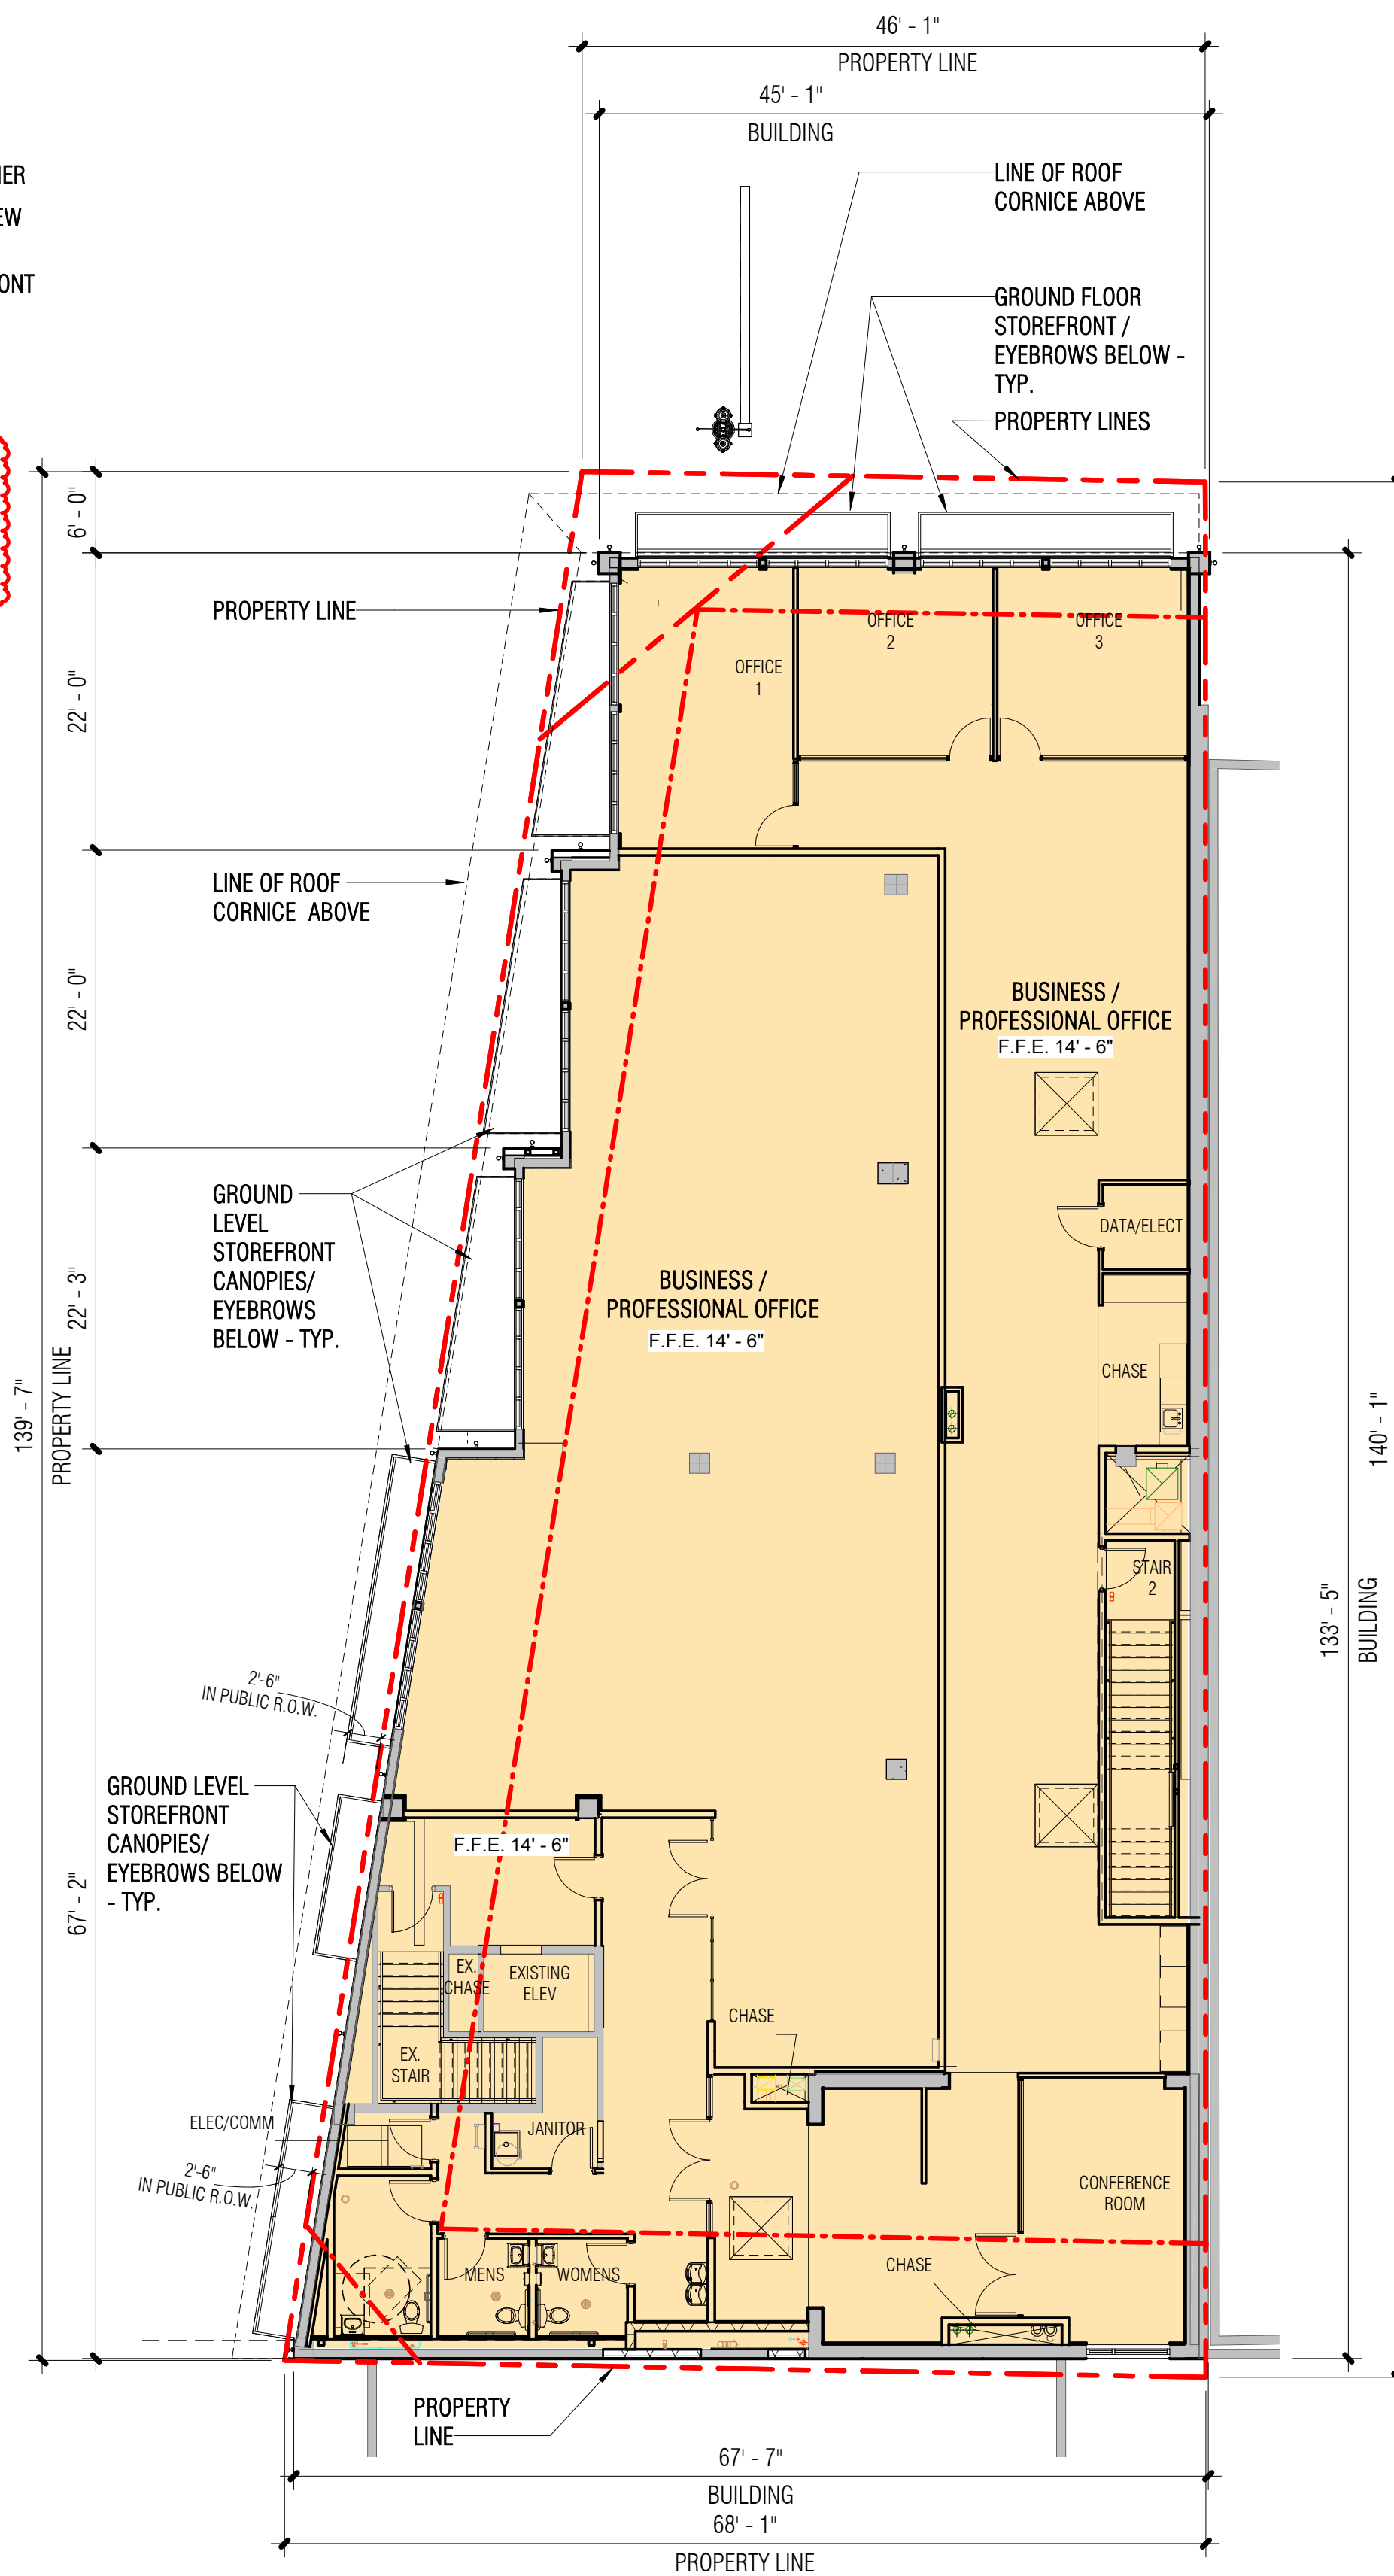 46' - 1"
PROPERTY LINE
45' - 1"
BUILDING
LINE OF ROOF
CORNICE ABOVE
GROUND FLOOR
STOREFRONT /
EYEBROWS BELOW -
TYP.
PROPERTY LINES
6' - 0"
PROPERTY LINE
22' - 0"
OFFICE
1
OFFICE
2
OFFICE
3
LINE OF ROOF
CORNICE ABOVE
22' - 0"
BUSINESS /
PROFESSIONAL OFFICE
F.F.E. 14' - 6"
GROUND
LEVEL
STOREFRONT
CANOPIES/
EYEBROWS
BELOW - TYP.
DATA/ELECT
BUSINESS /
PROFESSIONAL OFFICE
F.F.E. 14' - 6"
22' - 3"
CHASE
139' - 7"
PROPERTY LINE
140' - 1"
133' - 5"
BUILDING
STAIR
2
2'-6"
IN PUBLIC R.O.W.
GROUND LEVEL
STOREFRONT
CANOPIES/
EYEBROWS BELOW
- TYP.
67' - 2"
F.F.E. 14' - 6"
EX.
CHASE
EXISTING
ELEV
CHASE
EX.
STAIR
ELEC/COMM
JANITOR
2'-6"
IN PUBLIC R.O.W.
CONFERENCE
ROOM
MENS
WOMENS
CHASE
PROPERTY
LINE
67' - 7"
BUILDING
68' - 1"
PROPERTY LINE